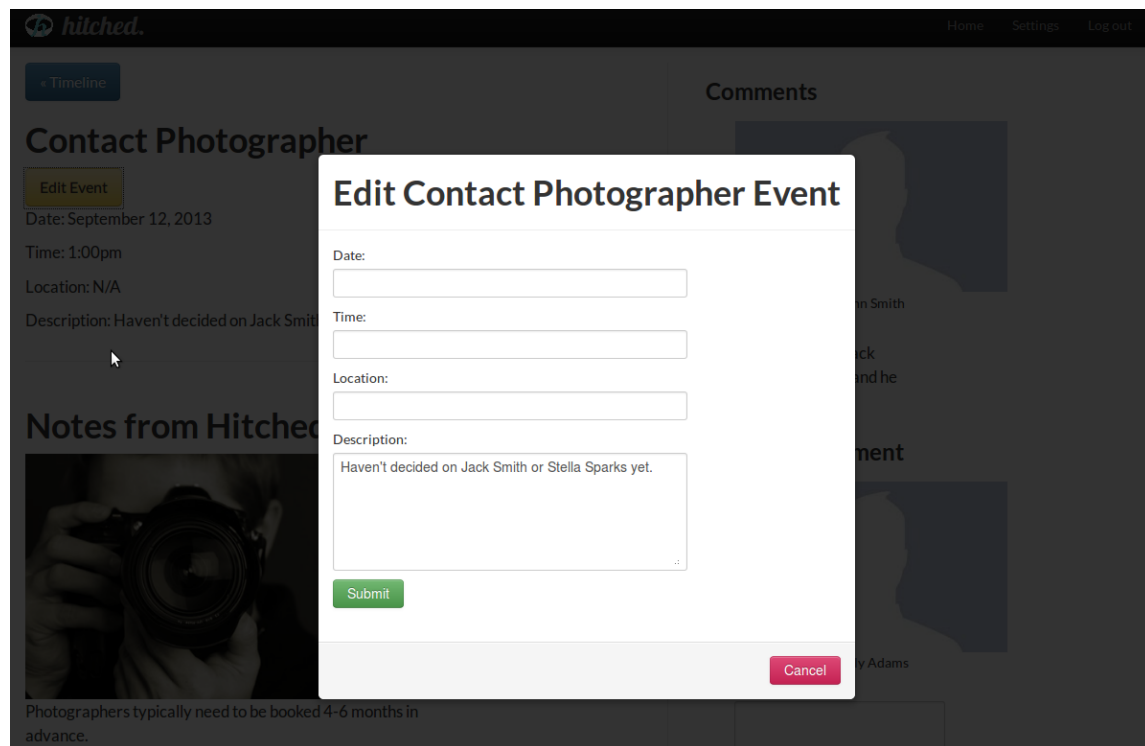 hitched.
Home Settings Log out
« Timeline
Contact Photographer
Edit Event
Date: September 12, 2013
Time: 1:00pm
Location: N/A
Description: Haven't decided on Jack Smit
Notes from Hitched
Photographers typically need to be booked 4-6 months in
advance.
Edit Contact Photographer Event
Date:
Time:
Location:
Description:
Haven't decided on Jack Smith or Stella Sparks yet.
Submit
Cancel
Comments
Smith
and he
Adams